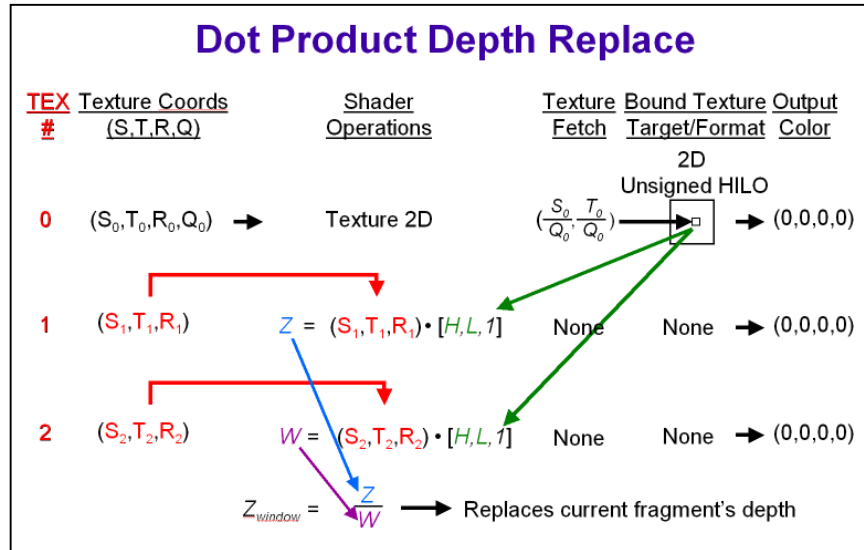 Dot Product Depth Replace
TEX # Texture Coords (S,T,R,Q) Shader Operations Texture Fetch Bound Texture Target/Format Output Color
2D
Unsigned HILO
0 (S₀,T₀,R₀,Q₀) Texture 2D (S₀/Q₀, T₀/Q₀) (0,0,0,0)
1 (S₁,T₁,R₁) Z = (S₁,T₁,R₁) • [H,L,1] None None (0,0,0,0)
2 (S₂,T₂,R₂) W = (S₂,T₂,R₂) • [H,L,1] None None (0,0,0,0)
Z_window = Z/W Replaces current fragment's depth